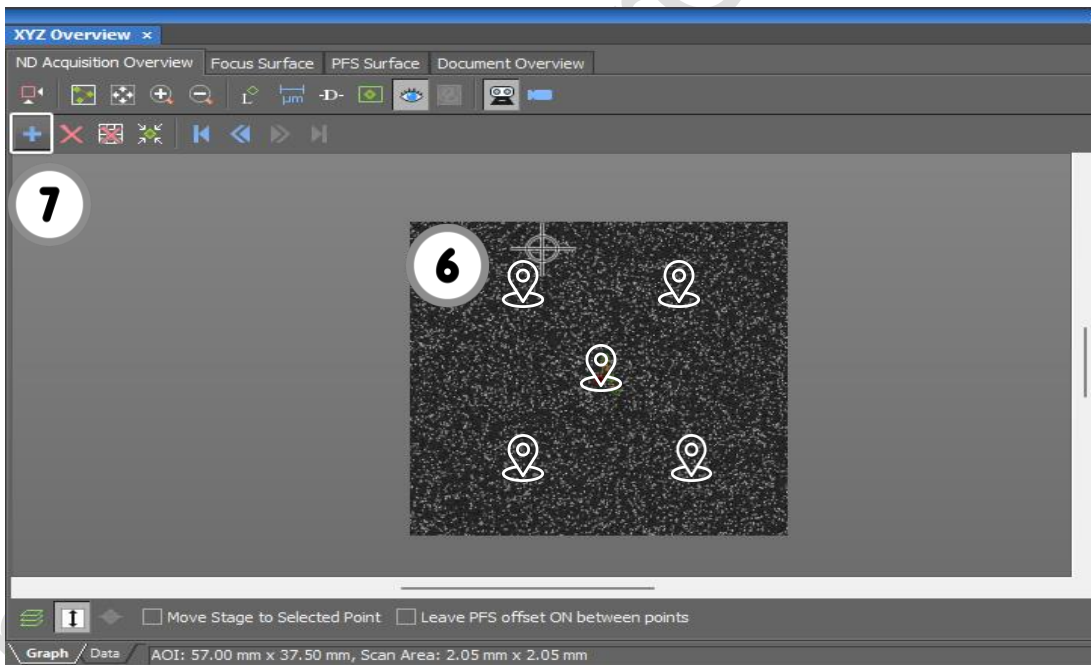 XYZ Overview ×
ND Acquisition Overview Focus Surface PFS Surface Document Overview
µm -D-
7
6
Move Stage to Selected Point Leave PFS offset ON between points
Graph Data AOI: 57.00 mm x 37.50 mm, Scan Area: 2.05 mm x 2.05 mm